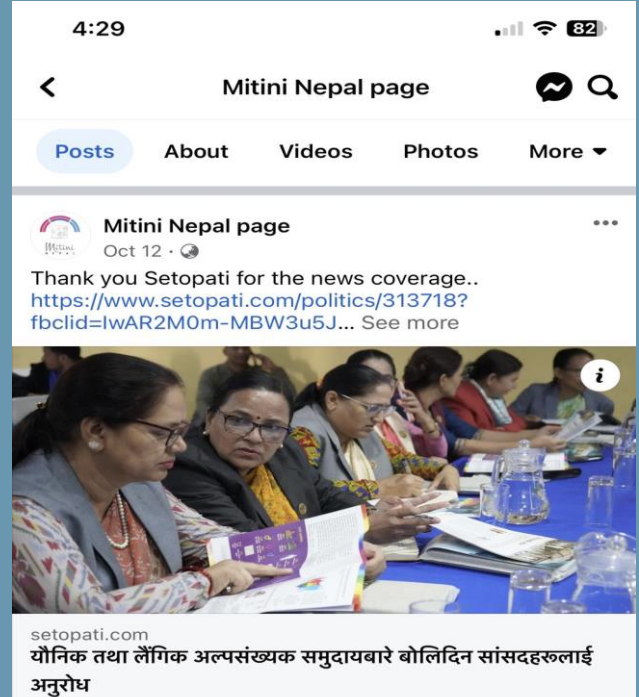 4:29
82
Mitini Nepal page
Posts About Videos Photos More
Mitini Nepal page
Oct 12 ·
Thank you Setopati for the news coverage..
https://www.setopati.com/politics/313718?
fbclid=IwAR2M0m-MBW3u5J... See more
setopati.com
यौनिक तथा लैंगिक अल्पसंख्यक समुदायबारे बोलिदिन सांसदहरूलाई
अनुरोध